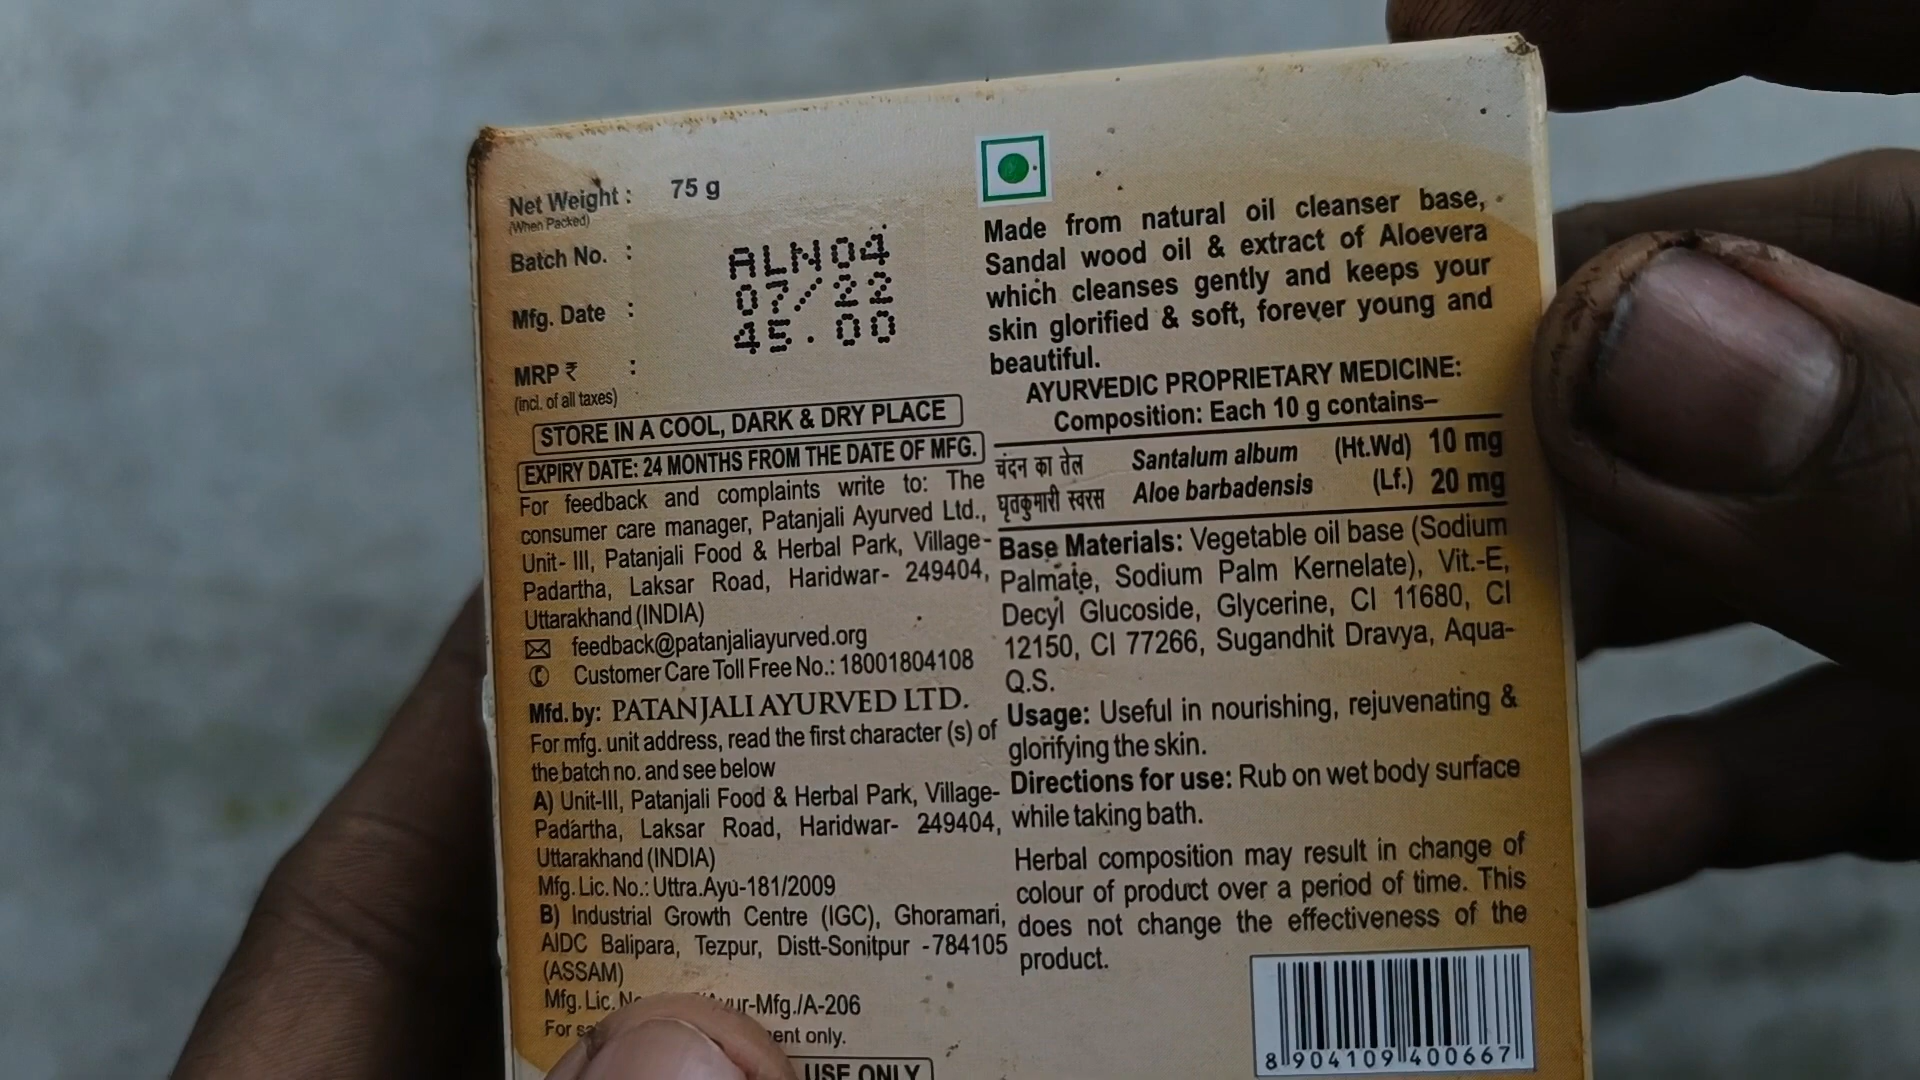 Net Weight : 75 g
(When Packed)
Batch No. : ALN04
Mfg. Date : 07/22
MRP ₹ : 45.00
(incl. of all taxes)
STORE IN A COOL, DARK & DRY PLACE
EXPIRY DATE: 24 MONTHS FROM THE DATE OF MFG.
For feedback and complaints write to: The
consumer care manager, Patanjali Ayurved Ltd.,
Unit- III, Patanjali Food & Herbal Park, Village-
Padartha, Laksar Road, Haridwar- 249404,
Uttarakhand (INDIA)
feedback@patanjaliayurved.org
Customer Care Toll Free No.: 18001804108
Mfd. by: PATANJALI AYURVED LTD.
For mfg. unit address, read the first character (s) of
the batch no. and see below
A) Unit-III, Patanjali Food & Herbal Park, Village-
Padartha, Laksar Road, Haridwar- 249404,
Uttarakhand (INDIA)
Mfg. Lic. No.: Uttra.Ayu-181/2009
B) Industrial Growth Centre (IGC), Ghoramari,
AIDC Balipara, Tezpur, Distt-Sonitpur -784105
(ASSAM)
Mfg. Lic. /Ayur-Mfg./A-206
For only.
USE ONLY
Made from natural oil cleanser base,
Sandal wood oil & extract of Aloevera
which cleanses gently and keeps your
skin glorified & soft, forever young and
beautiful.
AYURVEDIC PROPRIETARY MEDICINE:
Composition: Each 10 g contains–
चंदन का तेल Santalum album (Ht.Wd) 10 mg
घृतकुमारी स्वरस Aloe barbadensis (Lf.) 20 mg
Base Materials: Vegetable oil base (Sodium
Palmate, Sodium Palm Kernelate), Vit.-E,
Decyl Glucoside, Glycerine, CI 11680, CI
12150, CI 77266, Sugandhit Dravya, Aqua-
Q.S.
Usage: Useful in nourishing, rejuvenating &
glorifying the skin.
Directions for use: Rub on wet body surface
while taking bath.
Herbal composition may result in change of
colour of product over a period of time. This
does not change the effectiveness of the
product.
8 904109 400667